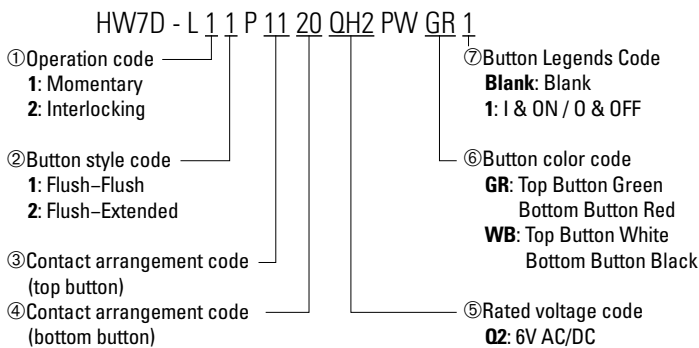 HW7D - L 1 1 P 11 20 QH2 PW GR 1
①Operation code
1: Momentary
2: Interlocking
②Button style code
1: Flush–Flush
2: Flush–Extended
③Contact arrangement code
(top button)
④Contact arrangement code
(bottom button)
⑦Button Legends Code
Blank: Blank
1: I & ON / O & OFF
⑥Button color code
GR: Top Button Green
Bottom Button Red
WB: Top Button White
Bottom Button Black
⑤Rated voltage code
Q2: 6V AC/DC